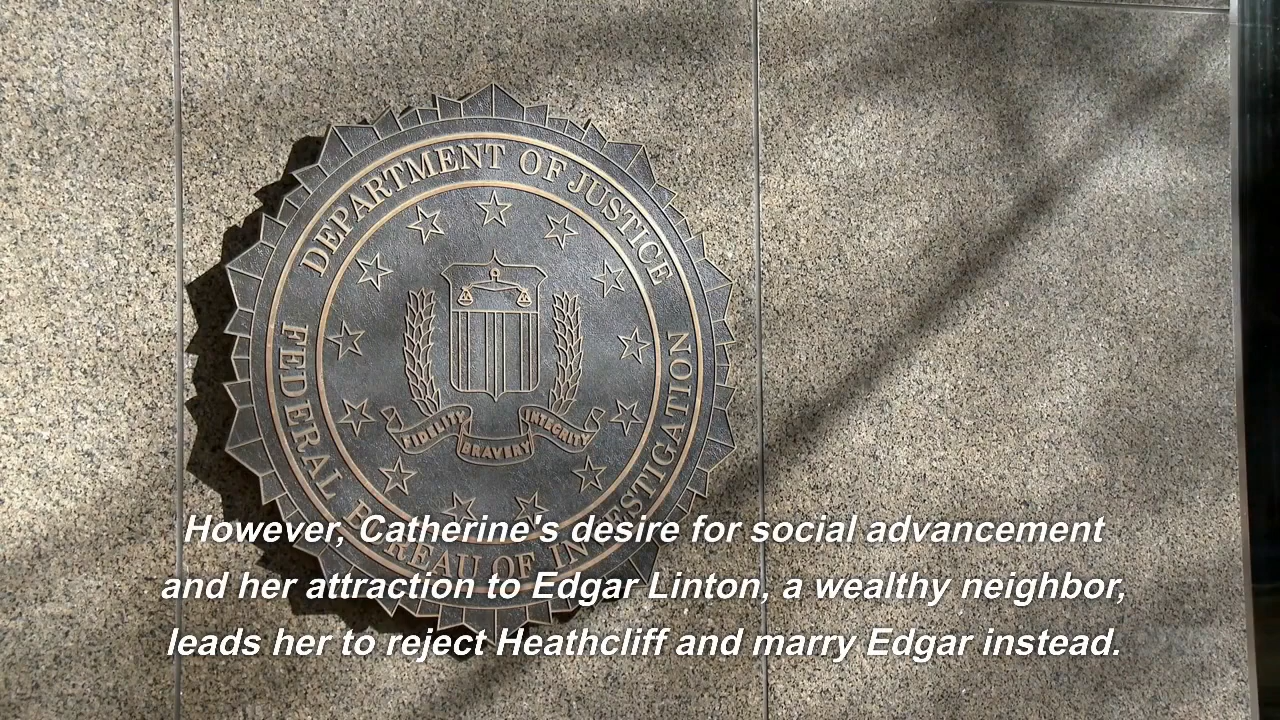 DEPARTMENT OF JUSTICE
FEDERAL BUREAU OF INVESTIGATION
FIDELITY
BRAVERY
INTEGRITY
However, Catherine's desire for social advancement
and her attraction to Edgar Linton, a wealthy neighbor,
leads her to reject Heathcliff and marry Edgar instead.